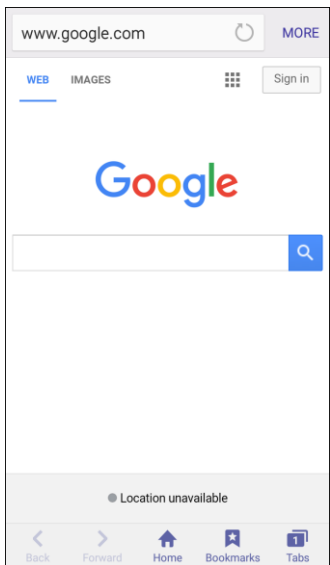 www.google.com MORE
WEB IMAGES Sign in
Google
Location unavailable
1
Back Forward Home Bookmarks Tabs